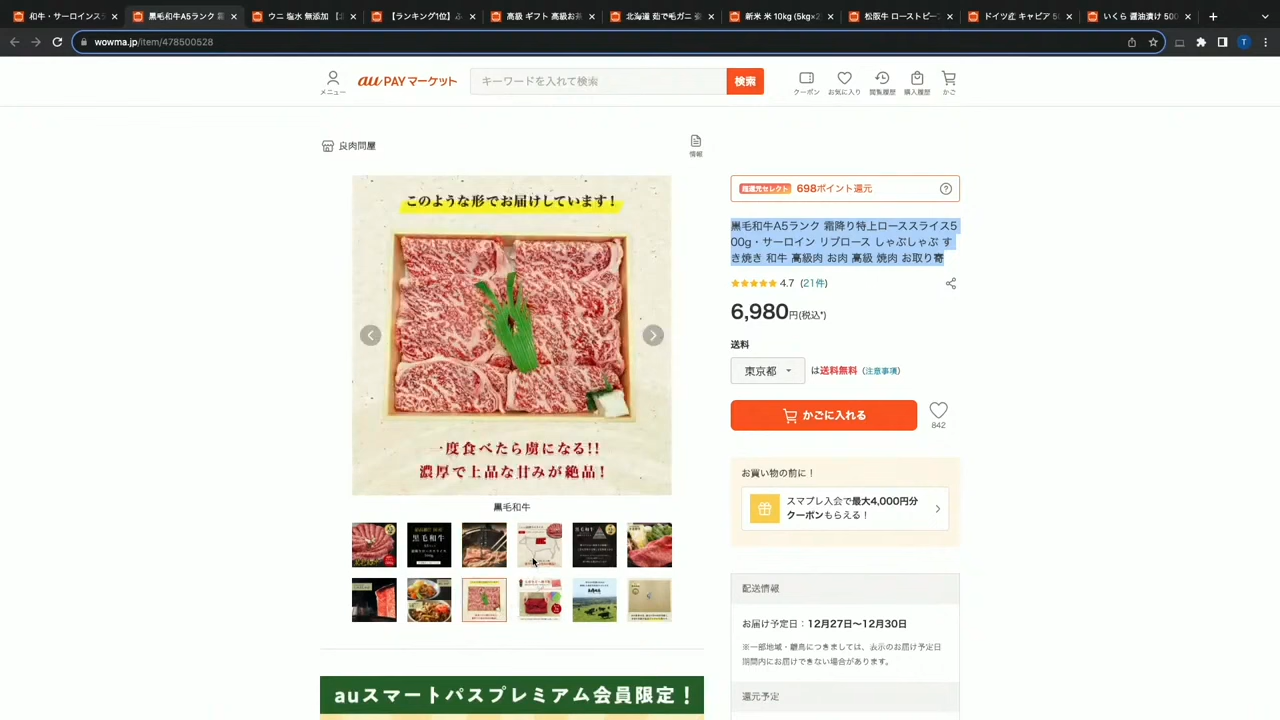 和牛・サーロインス
黒毛和牛A5ランク 霜
ウニ 塩水 無添加 【
【ランキング1位】ふ
高級 ギフト 高級お茶
北海道 茹で毛ガニ
新米 米 10kg (5kg×2
松阪牛 ローストビーフ
ドイツ産 キャビア 5
いくら 醤油漬け 500
wowma.jp/item/478500528
T
メニュー
au PAY マーケット
キーワードを入れて検索
検索
クーポン
お気に入り
閲覧履歴
購入履歴
かご
良肉問屋
情報
このような形でお届けしています!
一度食べたら虜になる!!
濃厚で上品な甘みが絶品!
黒毛和牛
超還元セレクト 698ポイント還元
黒毛和牛A5ランク 霜降り特上ローススライス5
00g・サーロイン リブロース しゃぶしゃぶ す
き焼き 和牛 高級肉 お肉 高級 焼肉 お取り寄
4.7 (21件)
6,980円(税込*)
送料
東京都
は送料無料 (注意事項)
かごに入れる
842
お買い物の前に!
スマプレ入会で最大4,000円分
クーポンもらえる!
配送情報
お届け予定日：12月27日〜12月30日
※一部地域・離島につきましては、表示のお届け予定日
期間内にお届けできない場合があります。
還元予定
auスマートパスプレミアム会員限定!